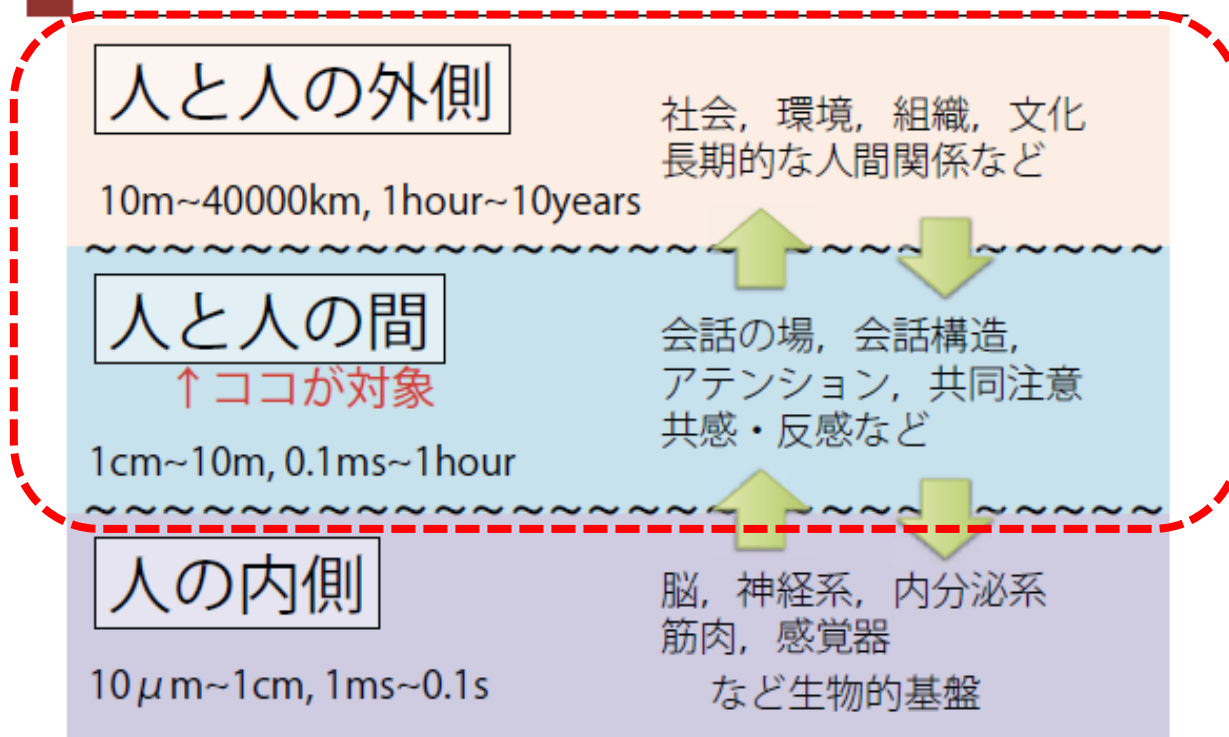 人と人の外側
社会，環境，組織，文化
長期的な人間関係など
10m~40000km, 1hour~10years
~~~~~~~~~~~~~~~~~~~~~~~~~~~~
人と人の間
↑ココが対象
会話の場，会話構造，
アテンション，共同注意
共感・反感など
1cm~10m, 0.1ms~1hour
~~~~~~~~~~~~~~~~~~~~~~~~~~~~
人の内側
脳，神経系，内分泌系
筋肉，感覚器
など生物的基盤
10μm~1cm, 1ms~0.1s